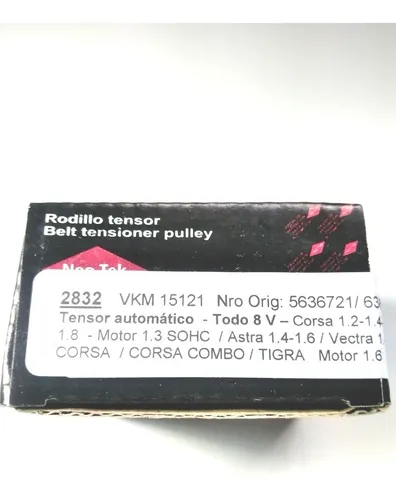 Rodillo tensor
Belt tensioner pulley
Neo Tek
2832 VKM 15121 Nro Orig: 5636721/ 63
Tensor automático - Todo 8 V – Corsa 1.2-1.4
1.8 - Motor 1.3 SOHC / Astra 1.4-1.6 / Vectra 1
CORSA / CORSA COMBO / TIGRA Motor 1.6